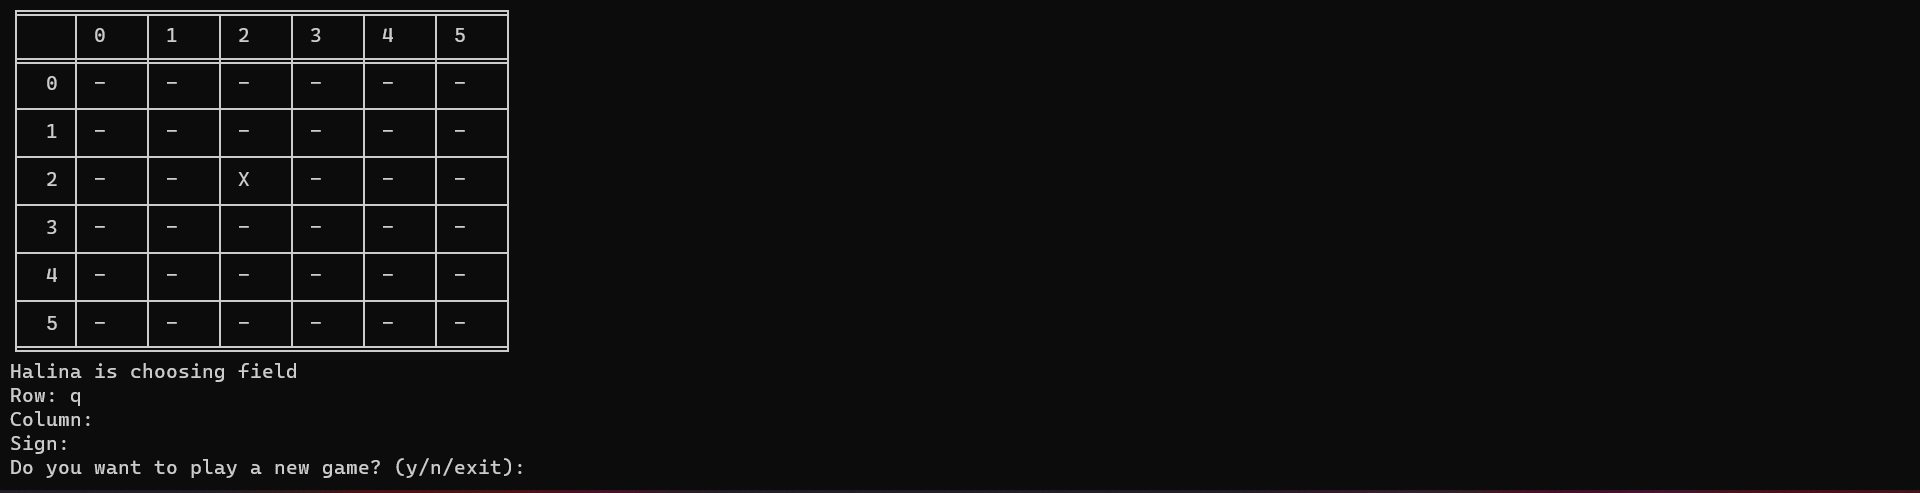 0 1 2 3 4 5
0 - - - - - -
1 - - - - - -
2 - - X - - -
3 - - - - - -
4 - - - - - -
5 - - - - - -
Halina is choosing field
Row: q
Column:
Sign:
Do you want to play a new game? (y/n/exit):